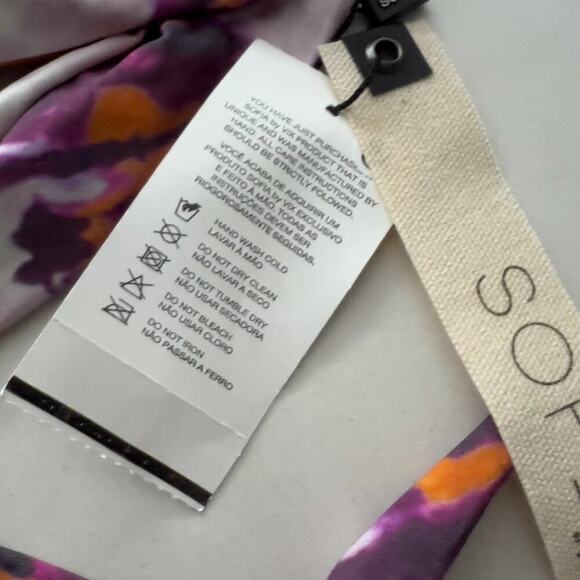 YOU HAVE JUST PURCHASED
SOFIA by VIX PRODUCT THAT IS
UNIQUE AND WAS MANUFACTURED BY
HAND. ALL CARE INSTRUCTIONS
SHOULD BE STRICTLY FOLOWED.
VOCÊ ACABA DE ADQUIRIR UM
PRODUTO SOFIA by VIX EXCLUSIVO
E FEITO À MÃO, TODAS AS
INSTRUÇÕES DEVEM SER
RIGOROSAMENTE SEGUIDAS.
HAND WASH COLD
LAVAR À MÃO
DO NOT DRY CLEAN
NÃO LAVAR A SECO
DO NOT TUMBLE DRY
NÃO USAR SECADORA
DO NOT BLEACH
NÃO USAR CLORO
DO NOT IRON
NÃO PASSAR A FERRO
SO